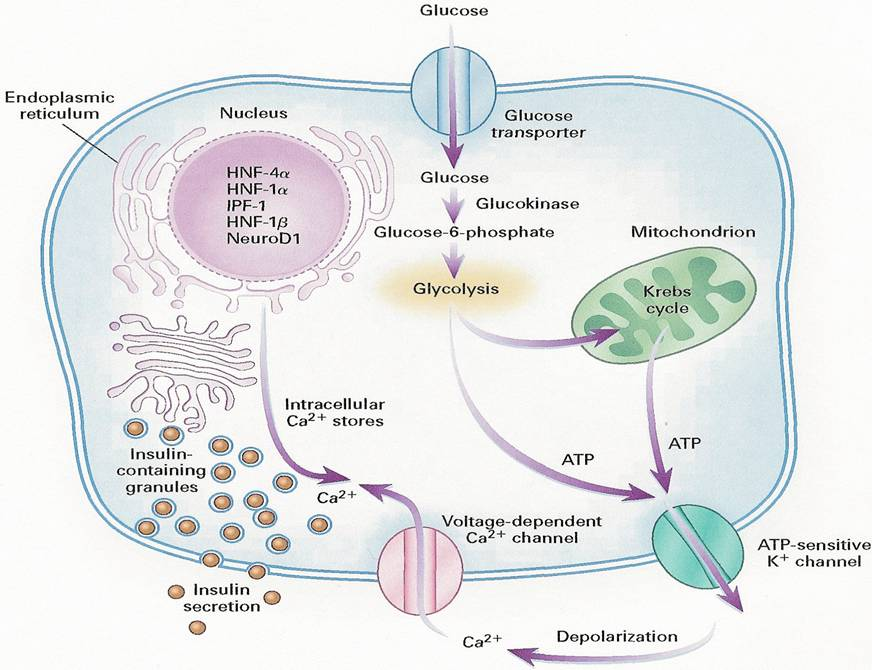 Glucose
Endoplasmic
reticulum
Nucleus
Glucose
transporter
HNF-4α
HNF-1α
IPF-1
HNF-1β
NeuroD1
Glucose
Glucokinase
Glucose-6-phosphate
Mitochondrion
Glycolysis
Krebs
cycle
Intracellular
Ca²⁺ stores
ATP
ATP
Insulin-
containing
granules
Ca²⁺
Voltage-dependent
Ca²⁺ channel
ATP-sensitive
K⁺ channel
Insulin
secretion
Ca²⁺
Depolarization